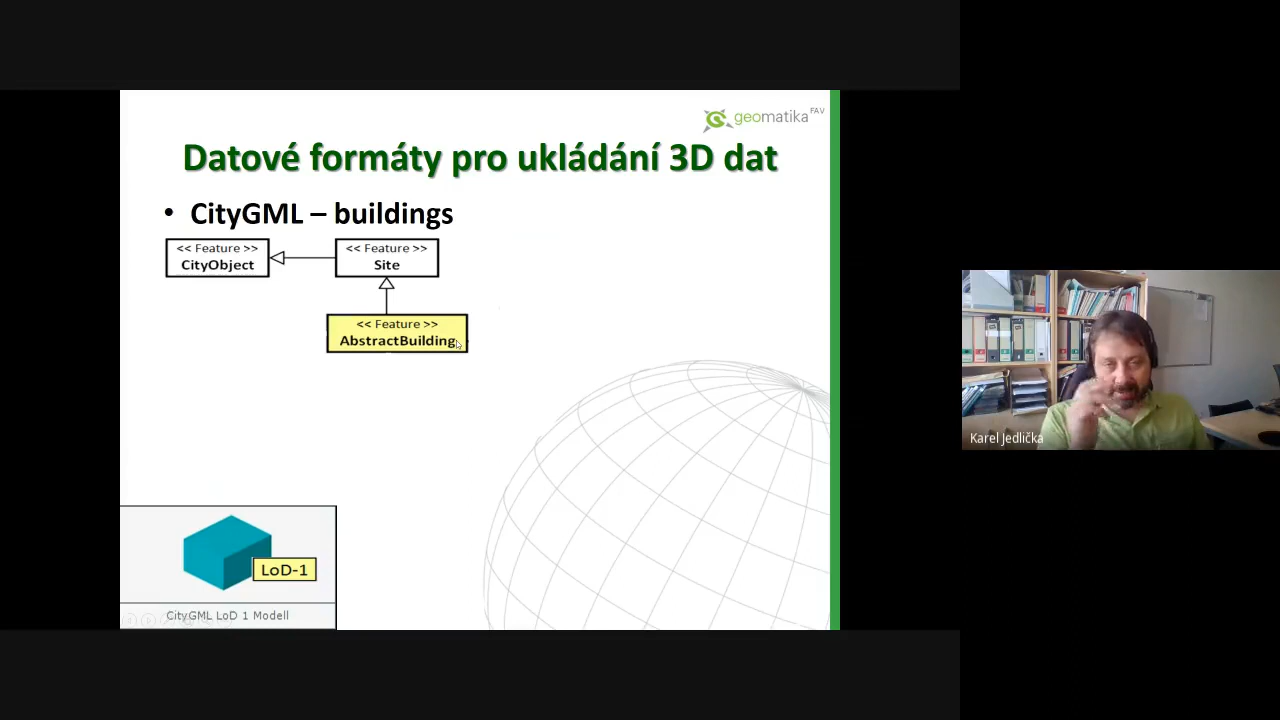 geomatika FAV
Datové formáty pro ukládání 3D dat
• CityGML – buildings
<< Feature >>
CityObject
<< Feature >>
Site
<< Feature >>
AbstractBuilding
LoD-1
CityGML LoD 1 Modell
Karel Jedlička